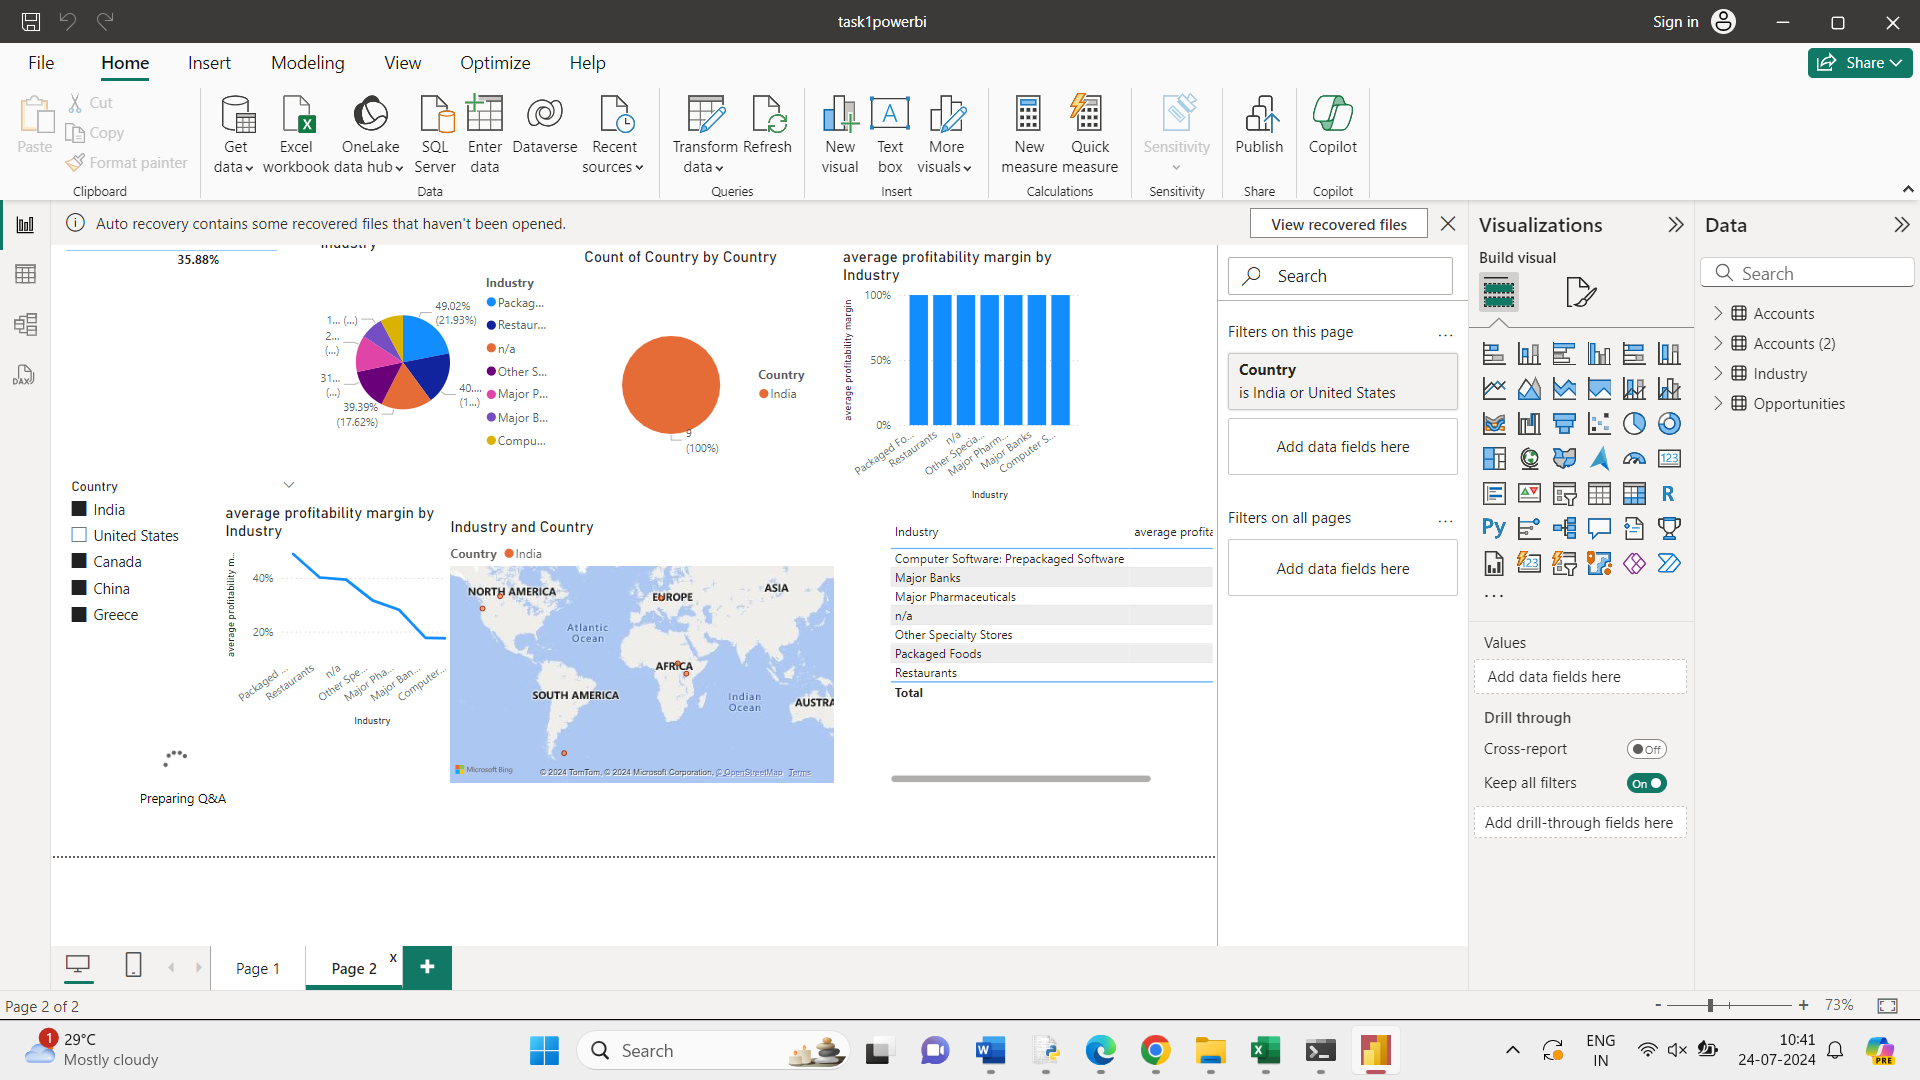 task1powerbi
Sign in
File
Home
Insert
Modeling
View
Optimize
Help
Share
Paste
Cut
Copy
Format painter
Clipboard
Get data
Excel workbook
OneLake data hub
SQL Server
Enter data
Dataverse
Recent sources
Data
Transform data
Refresh
Queries
New visual
Text box
More visuals
Insert
New measure
Quick measure
Calculations
Sensitivity
Sensitivity
Publish
Share
Copilot
Copilot
Auto recovery contains some recovered files that haven't been opened.
View recovered files
35.88%
Industry
49.02%
(21.93%)
1... (...)
2...
(...)
31...
(...)
39.39%
(17.62%)
40....
(1...)
Industry
Packag...
Restaur...
n/a
Other S...
Major P...
Major B...
Compu...
Count of Country by Country
9
(100%)
Country
India
average profitability margin by
Industry
average profitability margin
100%
50%
0%
Packaged Fo...
Restaurants
n/a
Other Specia...
Major Pharm...
Major Banks
Computer S...
Industry
Country
India
United States
Canada
China
Greece
average profitability margin by
Industry
average profitability m...
40%
20%
Packaged ...
Restaurants
n/a
Other Spe...
Major Pha...
Major Ban...
Computer...
Industry
Industry and Country
Country India
NORTH AMERICA
EUROPE
ASIA
Atlantic
Ocean
AFRICA
SOUTH AMERICA
Indian
Ocean
AUSTRA
Microsoft Bing
© 2024 TomTom, © 2024 Microsoft Corporation, © OpenStreetMap Terms
Industry average profita
Computer Software: Prepackaged Software
Major Banks
Major Pharmaceuticals
n/a
Other Specialty Stores
Packaged Foods
Restaurants
Total
Preparing Q&A
Search
Filters on this page
...
Country
is India or United States
Add data fields here
Filters on all pages
...
Add data fields here
Visualizations
Build visual
123
R
Py
123
...
Values
Add data fields here
Drill through
Cross-report
Off
Keep all filters
On
Add drill-through fields here
Data
Search
Accounts
Accounts (2)
Industry
Opportunities
DAX
Page 1
Page 2
x
+
Page 2 of 2
- + 73%
1
29°C
Mostly cloudy
Search
ENG
IN
10:41
24-07-2024
PRE